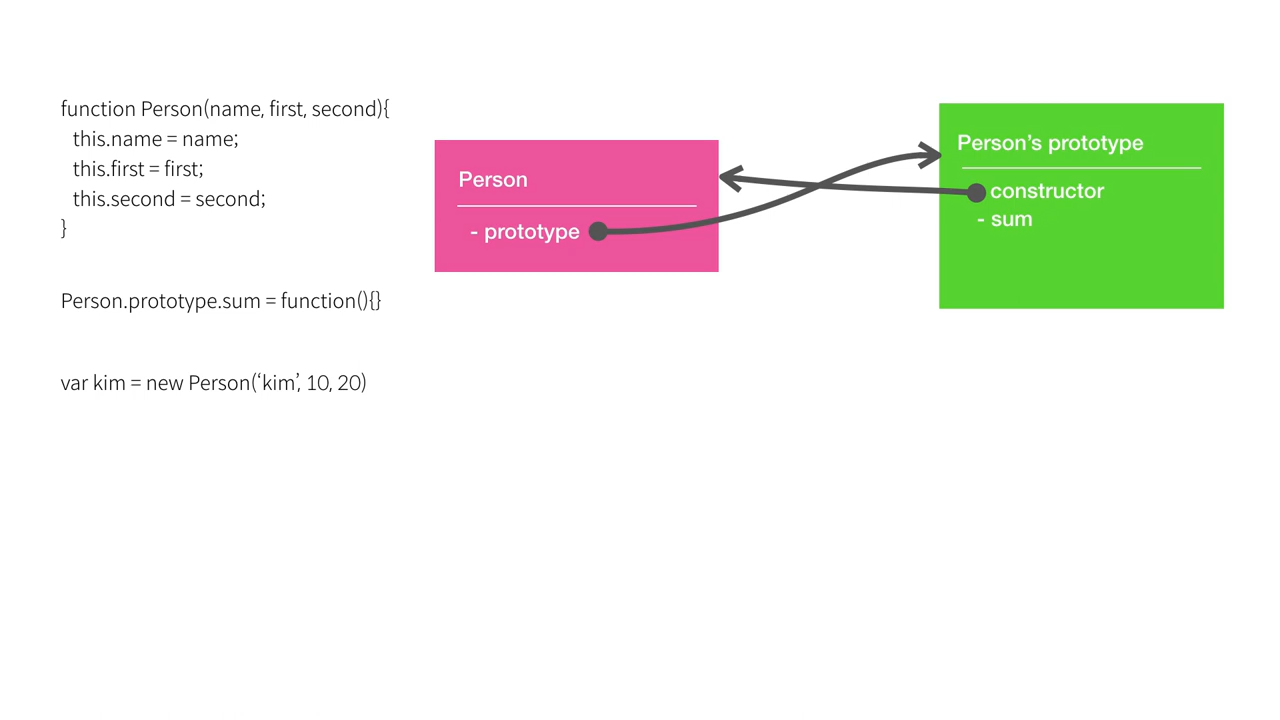 function Person(name, first, second){
this.name = name;
this.first = first;
this.second = second;
}
Person.prototype.sum = function(){}
var kim = new Person(‘kim’, 10, 20)
Person
- prototype
Person’s prototype
constructor
- sum